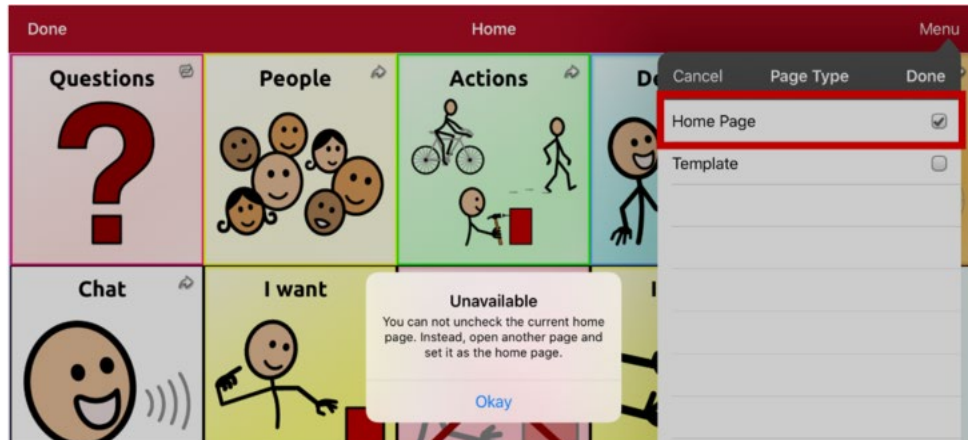 Done
Home
Menu
Questions
People
Actions
Cancel
Page Type
Done
Home Page
Template
Chat
I want
Unavailable
You can not uncheck the current home
page. Instead, open another page and
set it as the home page.
Okay